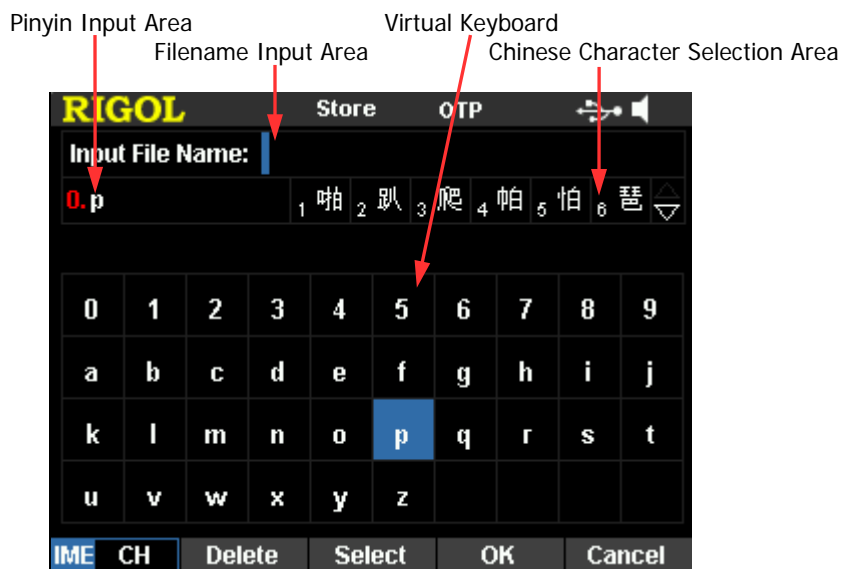 Pinyin Input Area Virtual Keyboard
Filename Input Area Chinese Character Selection Area
RIGOL Store OTP
Input File Name:
0. p 1 啪 2 趴 3 爬 4 帕 5 怕 6 琶
0 1 2 3 4 5 6 7 8 9
a b c d e f g h i j
k l m n o p q r s t
u v w x y z
IME CH Delete Select OK Cancel